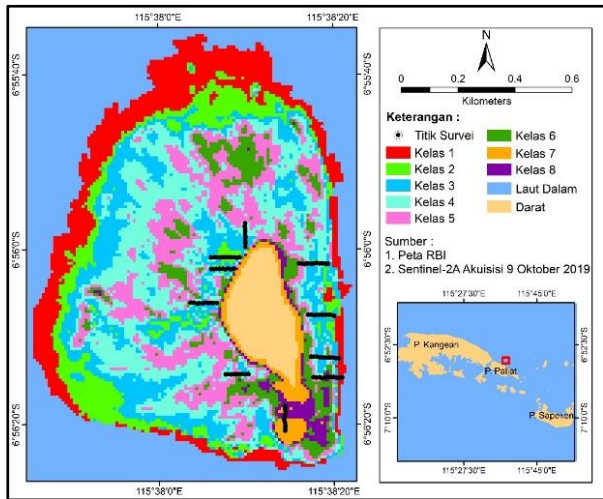 115°38'0"E 115°38'20"E
6°55'40"S 6°55'40"S
6°56'0"S 6°56'0"S
6°56'20"S 6°56'20"S
115°38'0"E 115°38'20"E
N
0 0.2 0.4 0.6
Kilometers
Keterangan :
Titik Survei
Kelas 1
Kelas 2
Kelas 3
Kelas 4
Kelas 5
Kelas 6
Kelas 7
Kelas 8
Laut Dalam
Darat
Sumber :
1. Peta RBI
2. Sentinel-2A Akuisisi 9 Oktober 2019
115°27'30"E 115°45'0"E
6°52'30"S 6°52'30"S
P. Kangean
P. Paliat
P. Sapeken
7°10'0"S 7°10'0"S
115°27'30"E 115°45'0"E